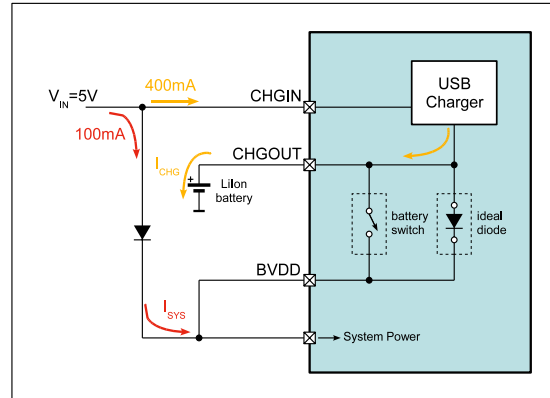 USB
Charger
400mA
V_IN=5V
CHGIN
100mA
I_CHG
CHGOUT
+
LiIon
battery
battery
switch
ideal
diode
BVDD
I_SYS
System Power